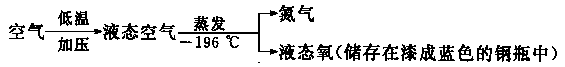 氮气
空气 低温 加压 液态空气 蒸发 -196 ℃
液态氧(储存在漆成蓝色的钢瓶中)